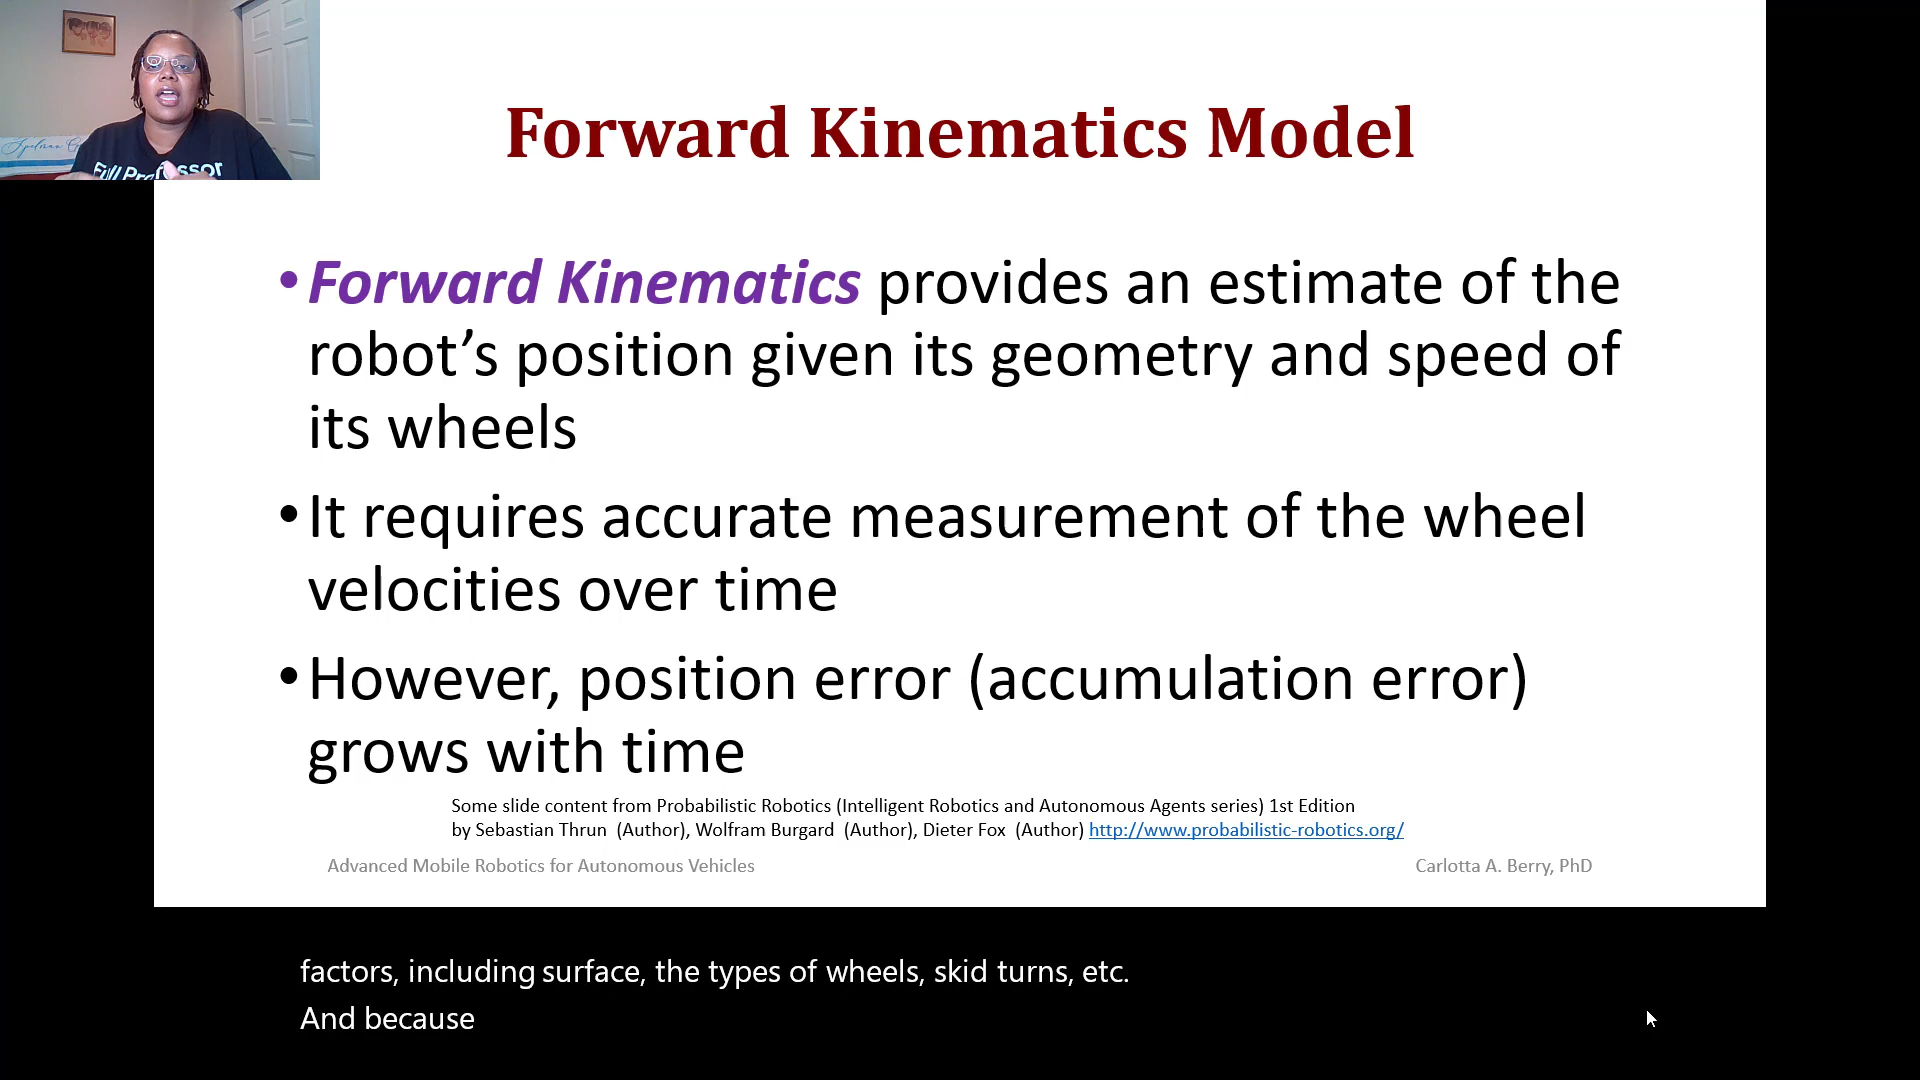 Spelman
Full Professor
Forward Kinematics Model
•Forward Kinematics provides an estimate of the
robot’s position given its geometry and speed of
its wheels
•It requires accurate measurement of the wheel
velocities over time
•However, position error (accumulation error)
grows with time
Some slide content from Probabilistic Robotics (Intelligent Robotics and Autonomous Agents series) 1st Edition
by Sebastian Thrun (Author), Wolfram Burgard (Author), Dieter Fox (Author) http://www.probabilistic-robotics.org/
Advanced Mobile Robotics for Autonomous Vehicles
Carlotta A. Berry, PhD
factors, including surface, the types of wheels, skid turns, etc.
And because